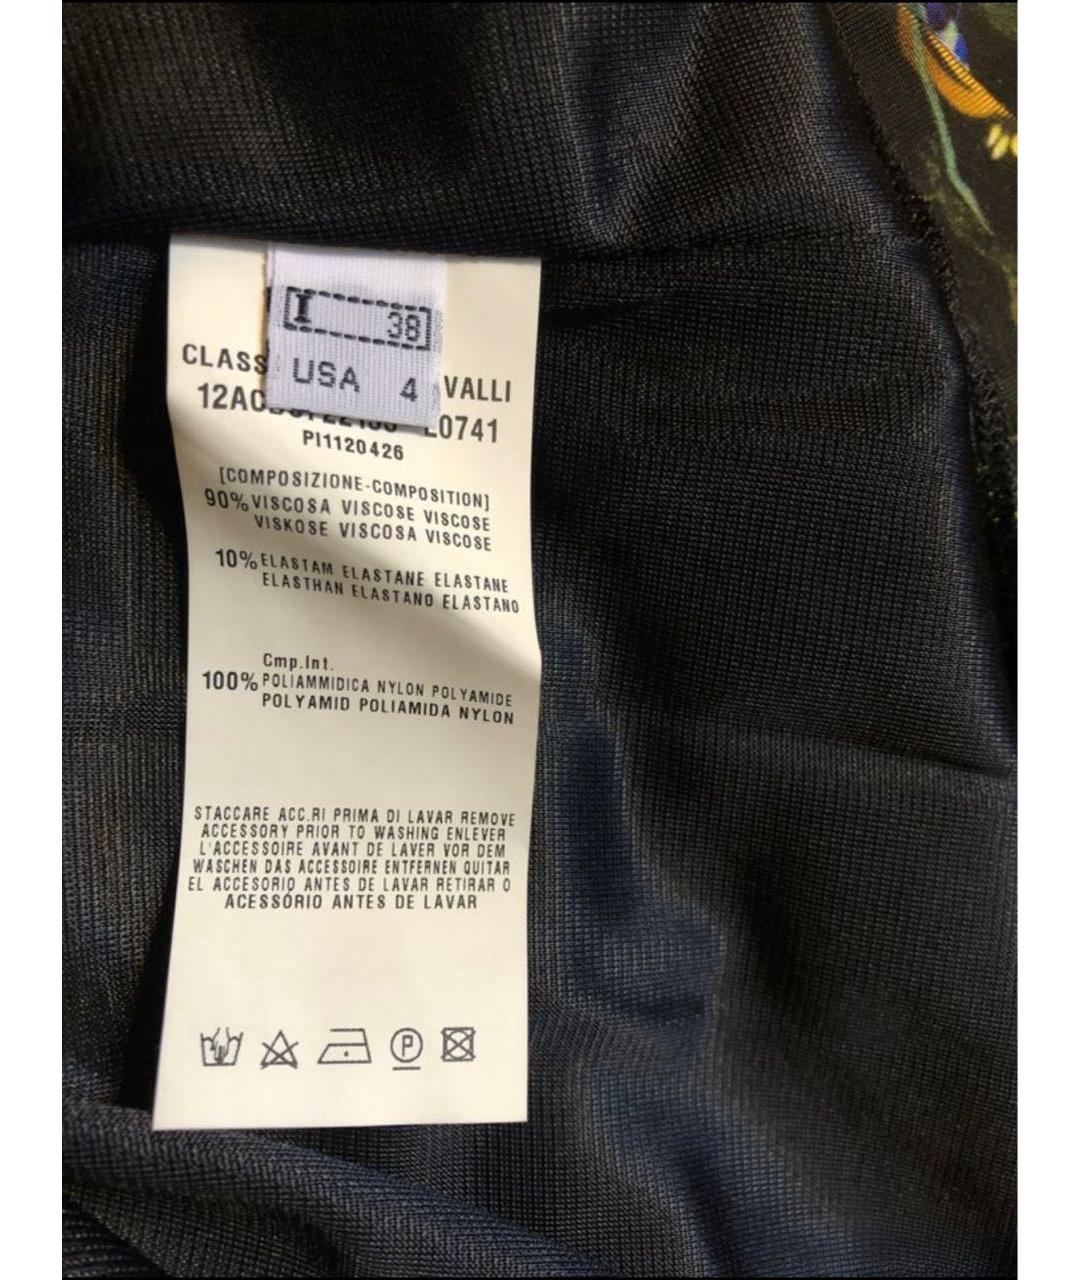 I 38
USA 4
CLASS VALLI
L0741
PI1120426
[COMPOSIZIONE-COMPOSITION]
90% VISCOSA VISCOSE VISCOSE
VISKOSE VISCOSA VISCOSE
10% ELASTAM ELASTANE ELASTANE
ELASTHAN ELASTANO ELASTANO
Cmp.Int.
100% POLIAMMIDICA NYLON POLYAMIDE
POLYAMID POLIAMIDA NYLON
STACCARE ACC.RI PRIMA DI LAVAR REMOVE
ACCESSORY PRIOR TO WASHING ENLEVER
L'ACCESSOIRE AVANT DE LAVER VOR DEM
WASCHEN DAS ACCESSOIRE ENTFERNEN QUITAR
EL ACCESORIO ANTES DE LAVAR RETIRAR O
ACESSÓRIO ANTES DE LAVAR
P